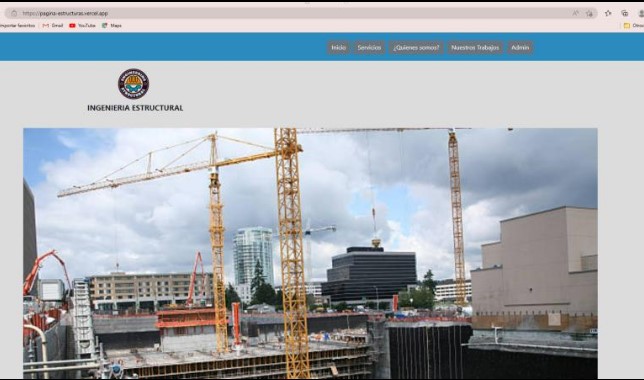 https://pagina-estructuras.vercel.app
Importar favoritos Gmail YouTube Maps
Inicio Servicios ¿Quienes somos? Nuestros Trabajos Admin
INGENIERIA ESTRUCTURAL